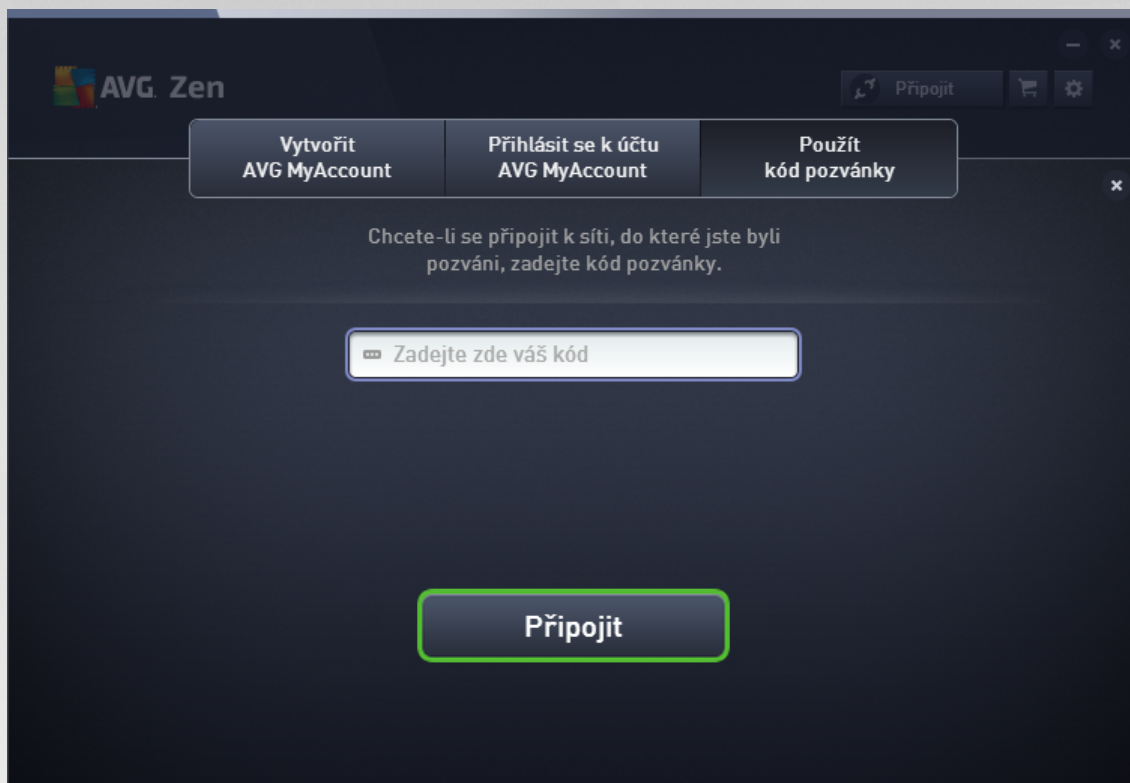 AVG. Zen
Připojit
Vytvořit
AVG MyAccount
Přihlásit se k účtu
AVG MyAccount
Použít
kód pozvánky
Chcete-li se připojit k síti, do které jste byli
pozváni, zadejte kód pozvánky.
Zadejte zde váš kód
Připojit